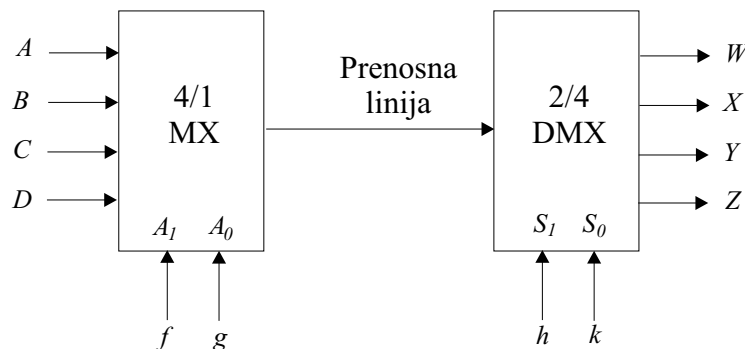 A
B
C
D
4/1
MX
A1 A0
f g
Prenosna
linija
2/4
DMX
S1 S0
h k
W
X
Y
Z